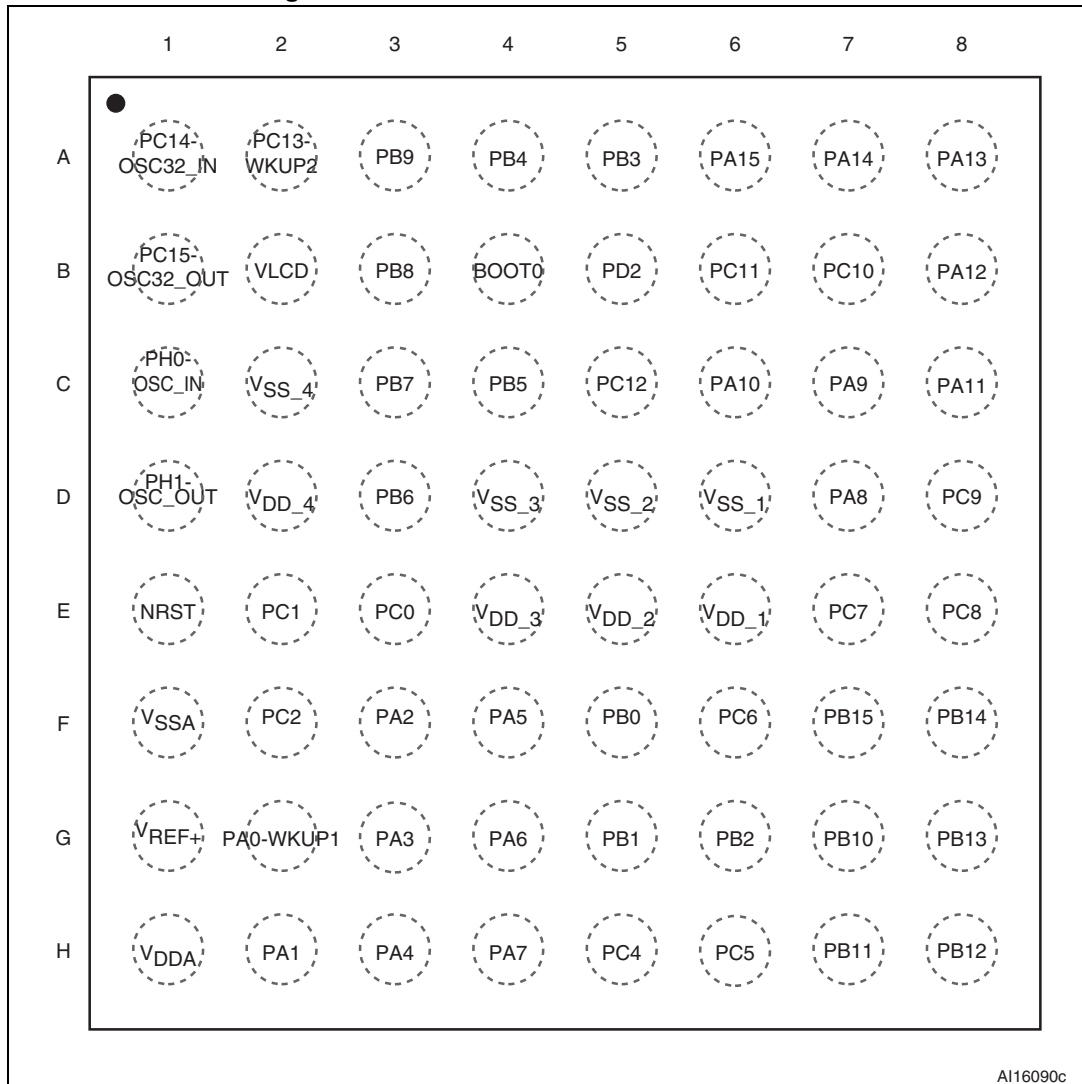 1 2 3 4 5 6 7 8
A PC14-OSC32_IN PC13-WKUP2 PB9 PB4 PB3 PA15 PA14 PA13
B PC15-OSC32_OUT VLCD PB8 BOOT0 PD2 PC11 PC10 PA12
C PH0-OSC_IN VSS_4 PB7 PB5 PC12 PA10 PA9 PA11
D PH1-OSC_OUT VDD_4 PB6 VSS_3 VSS_2 VSS_1 PA8 PC9
E NRST PC1 PC0 VDD_3 VDD_2 VDD_1 PC7 PC8
F VSSA PC2 PA2 PA5 PB0 PC6 PB15 PB14
G VREF+ PA0-WKUP1 PA3 PA6 PB1 PB2 PB10 PB13
H VDDA PA1 PA4 PA7 PC4 PC5 PB11 PB12
AI16090c